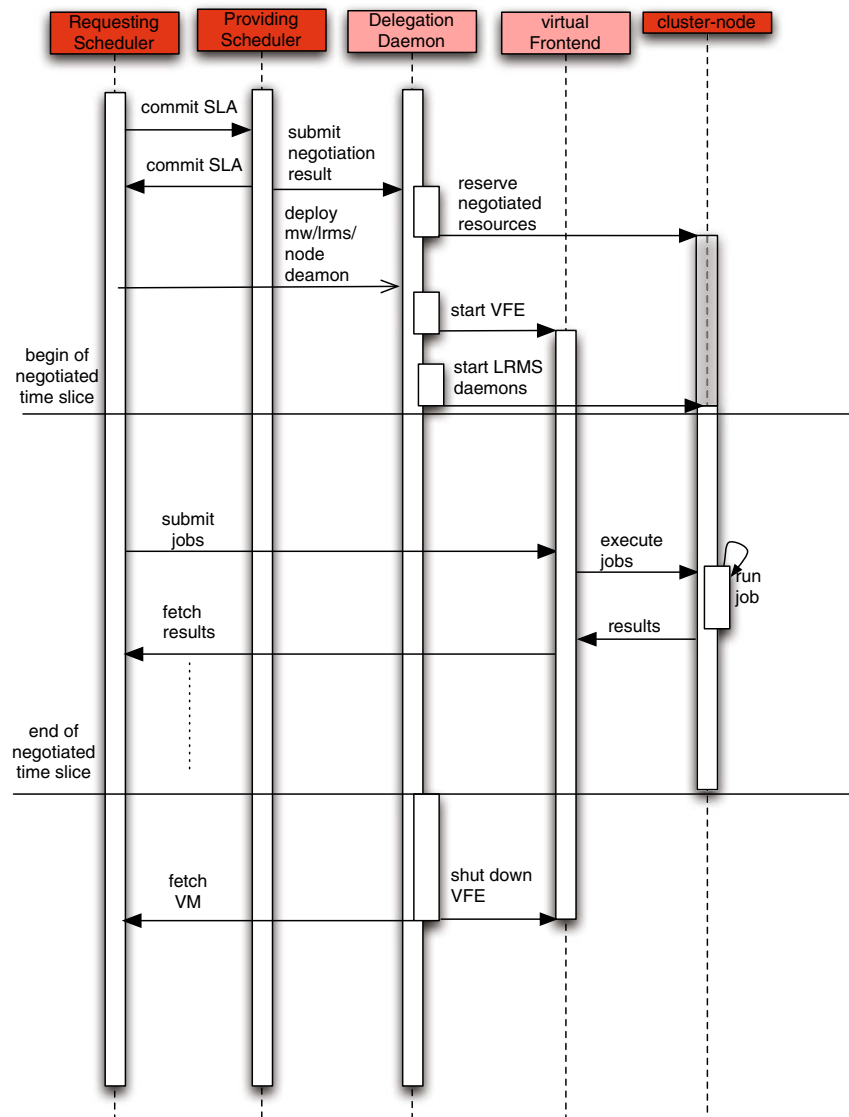 Requesting
Scheduler
Providing
Scheduler
Delegation
Daemon
virtual
Frontend
cluster-node
commit SLA
submit
negotiation
result
commit SLA
reserve
negotiated
resources
deploy
mw/lrms/
node
deamon
start VFE
begin of
negotiated
time slice
start LRMS
daemons
submit
jobs
execute
jobs
run
job
fetch
results
results
end of
negotiated
time slice
fetch
VM
shut down
VFE